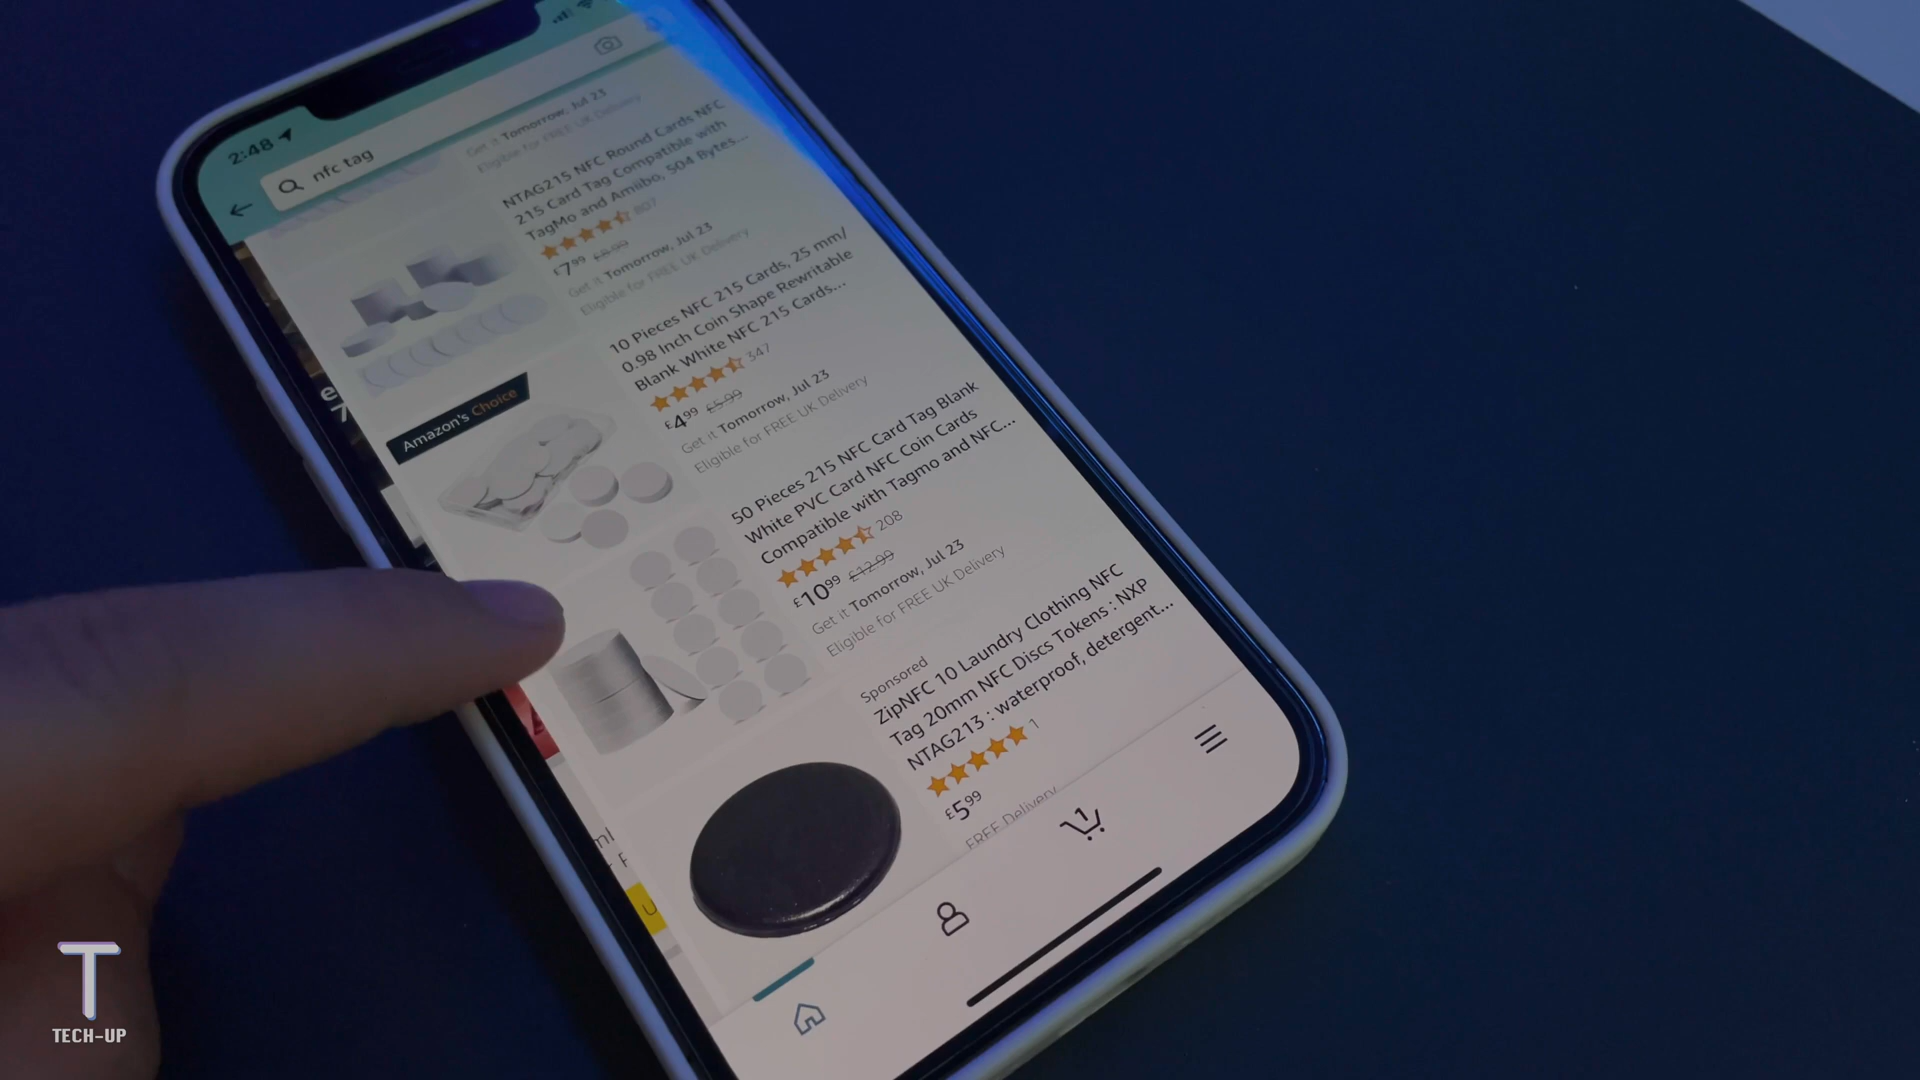 2:48
nfc tag
Get it Tomorrow, Jul 23
Eligible for FREE UK Delivery
NTAG215 NFC Round Cards NFC
215 Card Tag Compatible with
TagMo and Amiibo, 504 Bytes...
807
£7.99 £8.99
Get it Tomorrow, Jul 23
Eligible for FREE UK Delivery
10 Pieces NFC 215 Cards, 25 mm/
0.98 Inch Coin Shape Rewritable
Blank White NFC 215 Cards...
347
£4.99 £5.99
Get it Tomorrow, Jul 23
Eligible for FREE UK Delivery
Amazon's Choice
50 Pieces 215 NFC Card Tag Blank
White PVC Card NFC Coin Cards
Compatible with Tagmo and NFC...
208
£10.99 £12.99
Get it Tomorrow, Jul 23
Eligible for FREE UK Delivery
Sponsored
ZipNFC 10 Laundry Clothing NFC
Tag 20mm NFC Discs Tokens : NXP
NTAG213 : waterproof, detergent...
1
£5.99
FREE Delivery
1
T
TECH-UP